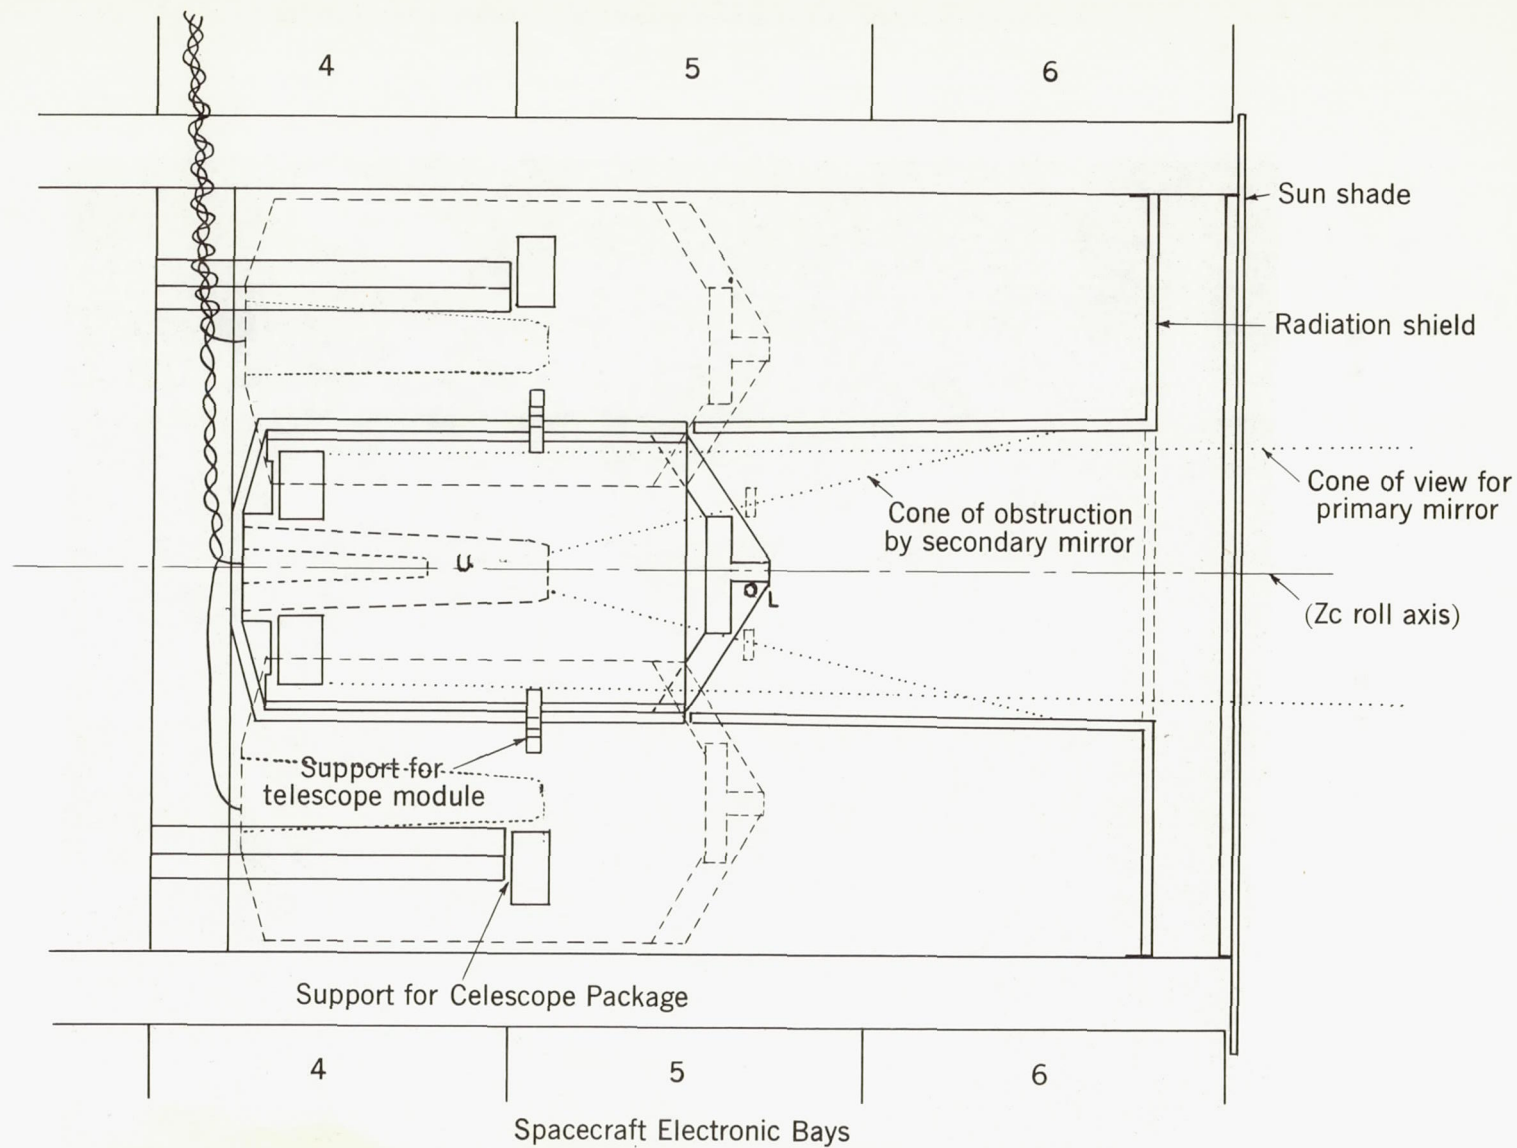 4
5
6
Sun shade
Radiation shield
Cone of view for
primary mirror
Cone of obstruction
by secondary mirror
U
O
L
(Zc roll axis)
Support for
telescope module
Support for Celescope Package
4
5
6
Spacecraft Electronic Bays